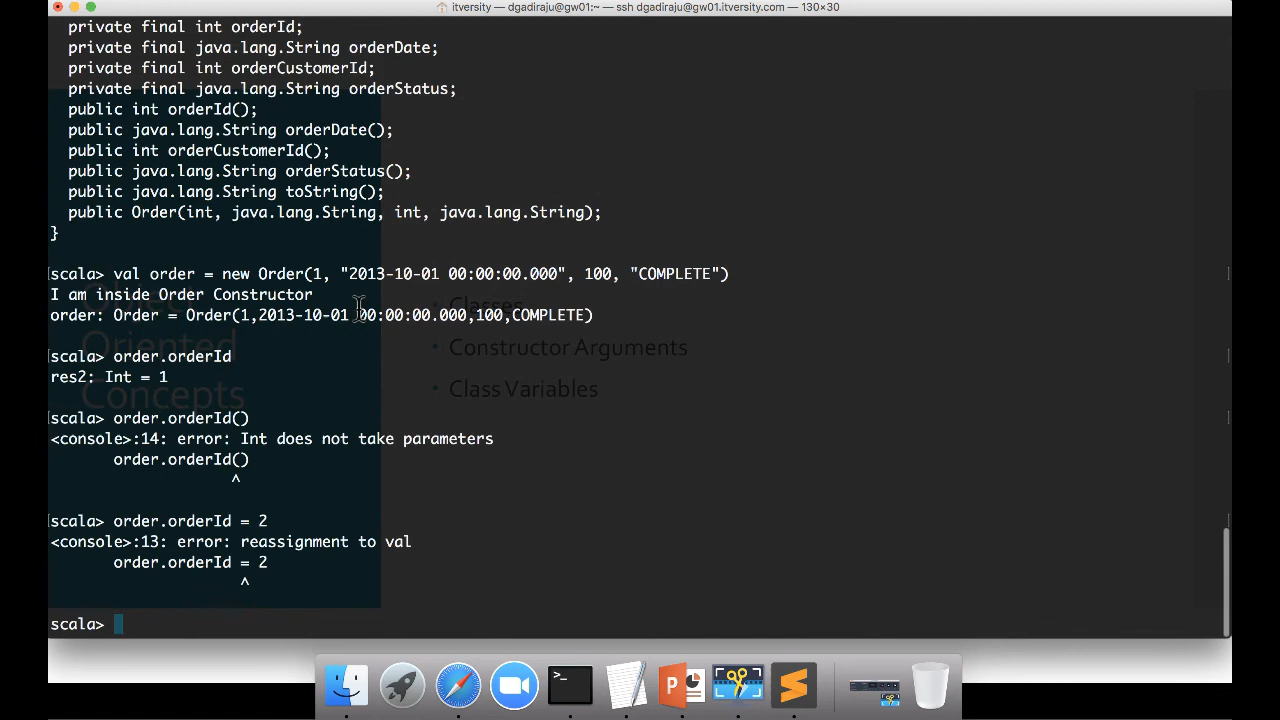 itversity — dgadiraju@gw01:~ — ssh dgadiraju@gw01.itversity.com — 130×30
private final int orderId;
private final java.lang.String orderDate;
private final int orderCustomerId;
private final java.lang.String orderStatus;
public int orderId();
public java.lang.String orderDate();
public int orderCustomerId();
public java.lang.String orderStatus();
public java.lang.String toString();
public Order(int, java.lang.String, int, java.lang.String);
}
[scala> val order = new Order(1, "2013-10-01 00:00:00.000", 100, "COMPLETE")
I am inside Order Constructor
order: Order = Order(1,2013-10-01 00:00:00.000,100,COMPLETE)
[scala> order.orderId
res2: Int = 1
[scala> order.orderId()
<console>:14: error: Int does not take parameters
order.orderId()
^
[scala> order.orderId = 2
<console>:13: error: reassignment to val
order.orderId = 2
^
scala>
Object
Oriented
Concepts
• Classes
• Constructor Arguments
• Class Variables